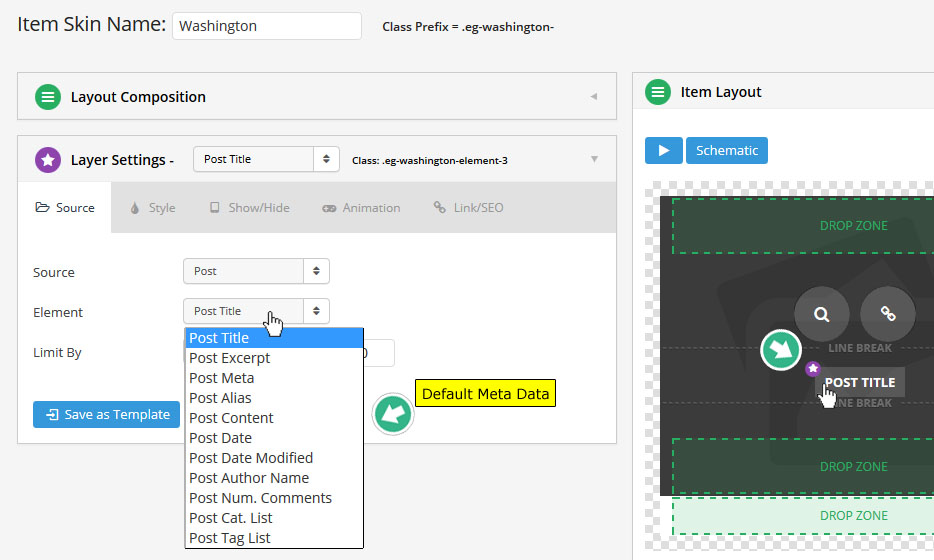 Item Skin Name: Washington Class Prefix = .eg-washington-
Layout Composition
Layer Settings - Post Title Class: .eg-washington-element-3
Source Style Show/Hide Animation Link/SEO
Source Post
Element Post Title
Limit By 0
Post Title
Post Excerpt
Post Meta
Post Alias
Post Content
Post Date
Post Date Modified
Post Author Name
Post Num. Comments
Post Cat. List
Post Tag List
Save as Template
Default Meta Data
Item Layout
Schematic
DROP ZONE
LINE BREAK
POST TITLE
LINE BREAK
DROP ZONE
DROP ZONE